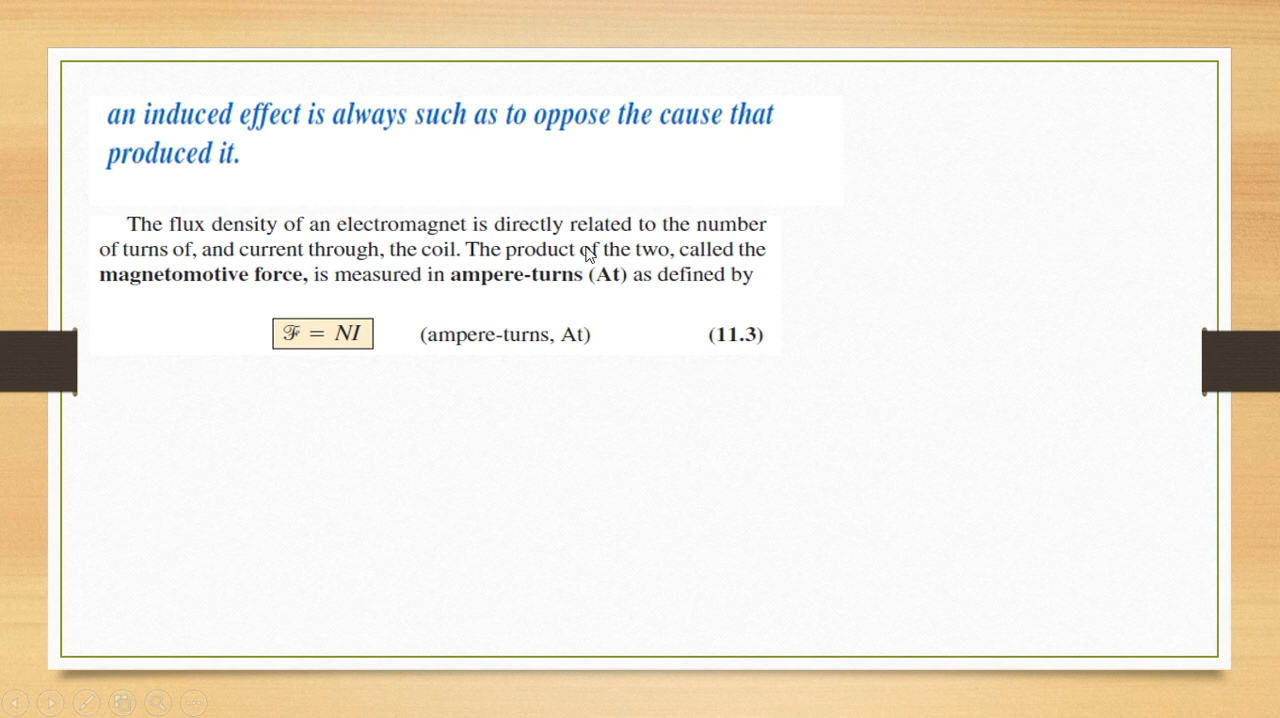 an induced effect is always such as to oppose the cause that
produced it.
The flux density of an electromagnet is directly related to the number
of turns of, and current through, the coil. The product of the two, called the
magnetomotive force, is measured in ampere-turns (At) as defined by
ℱ = NI (ampere-turns, At) (11.3)